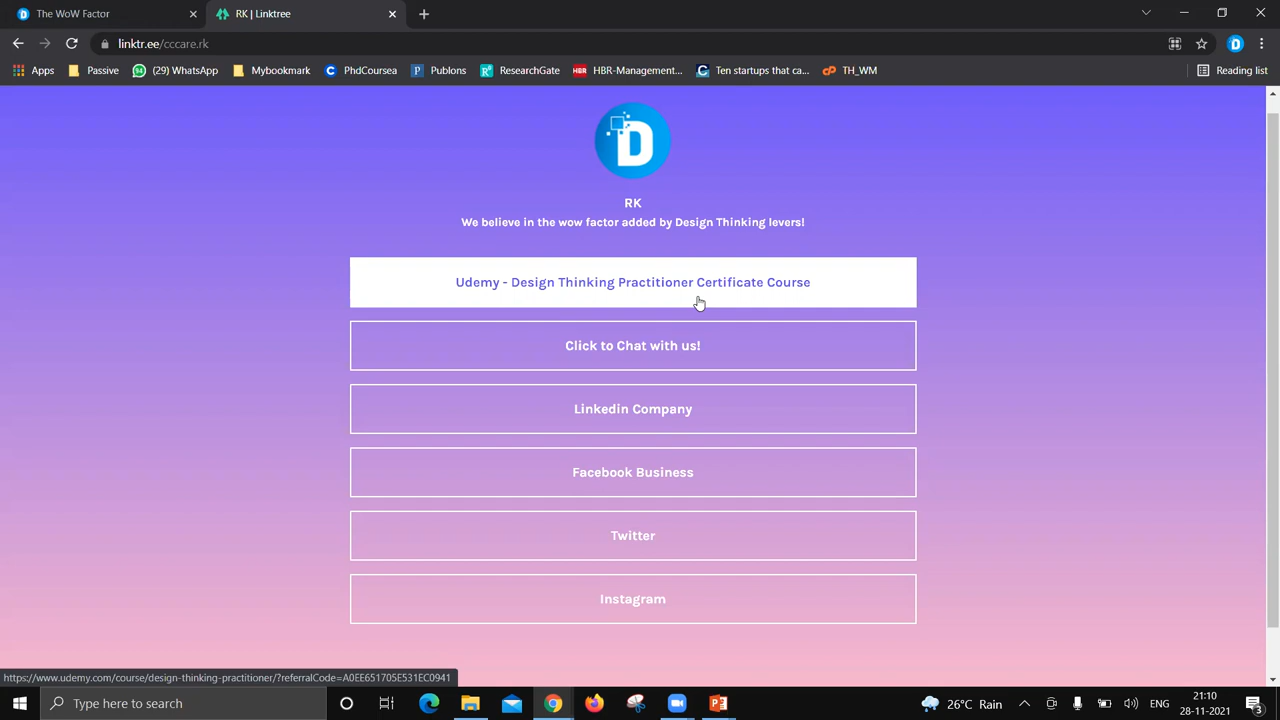 The WoW Factor
RK | Linktree
linktr.ee/cccare.rk
Apps
Passive
(29) WhatsApp
Mybookmark
PhdCoursea
Publons
ResearchGate
HBR-Management...
Ten startups that ca...
TH_WM
Reading list
D
RK
We believe in the wow factor added by Design Thinking levers!
Udemy - Design Thinking Practitioner Certificate Course
Click to Chat with us!
Linkedin Company
Facebook Business
Twitter
Instagram
https://www.udemy.com/course/design-thinking-practitioner/?referralCode=A0EE651705E531EC0941
Type here to search
26°C Rain
ENG
21:10
28-11-2021
3